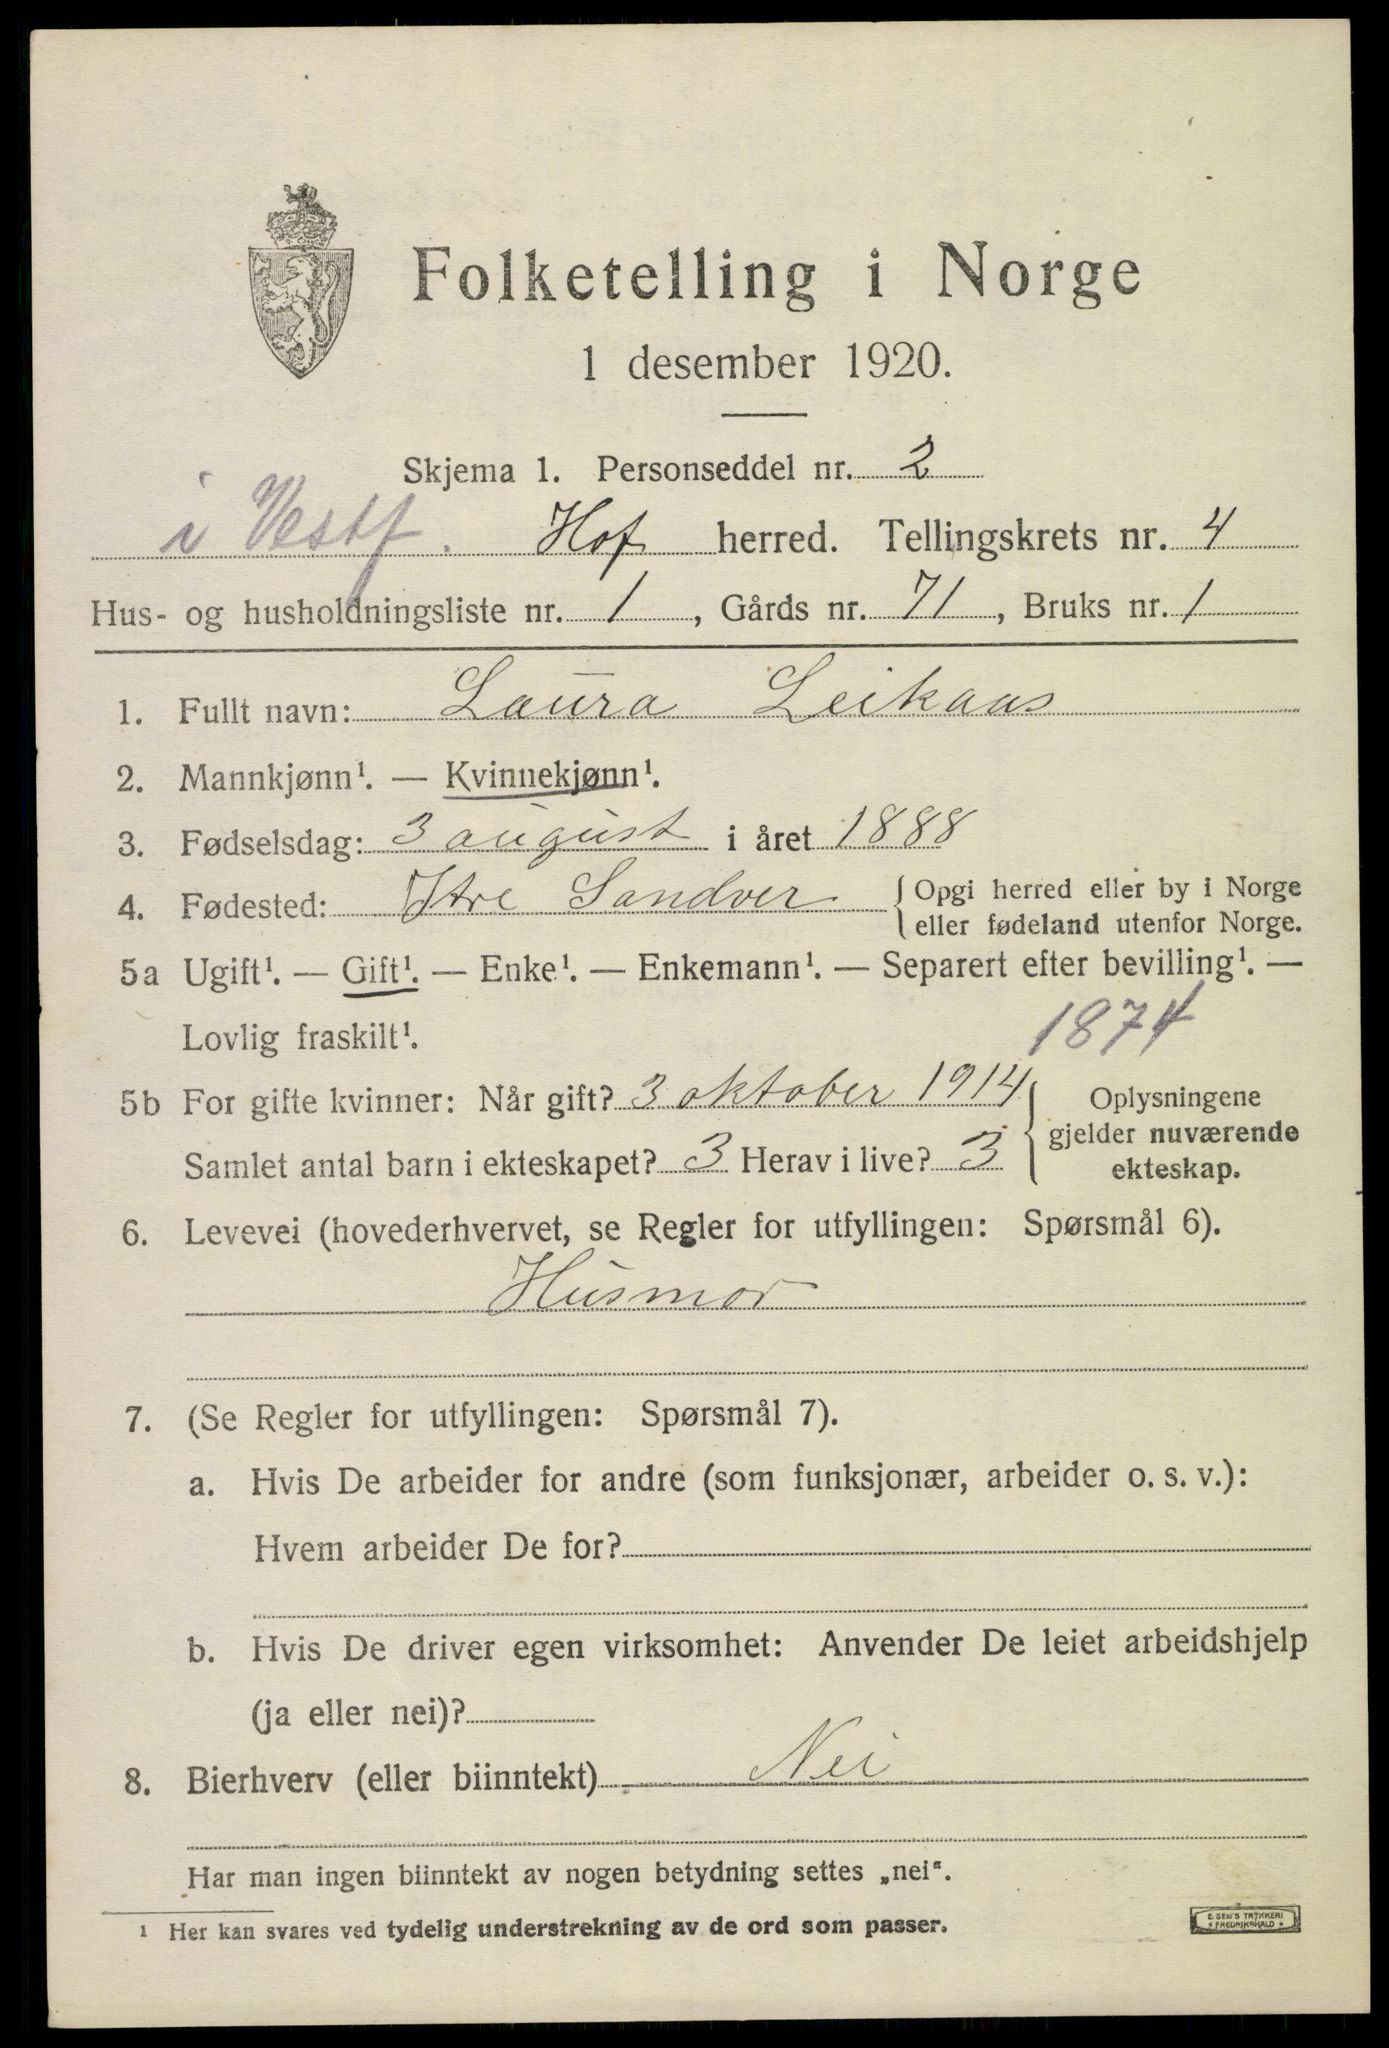 Folketelling i Norge
1 desember 1920.
Skjema 1. Personseddel nr. 2
i Vestf. Hof herred. Tellingskrets nr. 4
Hus- og husholdningsliste nr. 1, Gårds nr. 71, Bruks nr. 1
1. Fullt navn: Laura Leikaas
2. Mannkjønn¹. — Kvinnekjønn¹.
3. Fødselsdag: 3 august i året 1888
4. Fødested: Itre Sandver { Opgi herred eller by i Norge
eller fødeland utenfor Norge.
5a Ugift¹. — Gift¹. — Enke¹. — Enkemann¹. — Separert efter bevilling¹. —
Lovlig fraskilt¹.
1874
5b For gifte kvinner: Når gift? 3 oktober 1914
Samlet antal barn i ekteskapet? 3 Herav i live? 3
{ Oplysningene
gjelder nuværende
ekteskap.
6. Levevei (hovederhvervet, se Regler for utfyllingen: Spørsmål 6).
Husmor
7. (Se Regler for utfyllingen: Spørsmål 7).
a. Hvis De arbeider for andre (som funksjonær, arbeider o. s. v.):
Hvem arbeider De for?
b. Hvis De driver egen virksomhet: Anvender De leiet arbeidshjelp
(ja eller nei)?
8. Bierhverv (eller biinntekt) Nei
Har man ingen biinntekt av nogen betydning settes „nei“.
¹ Her kan svares ved tydelig understrekning av de ord som passer.
E. SEM'S TRYKKERI
* FREDRIKSHALD *